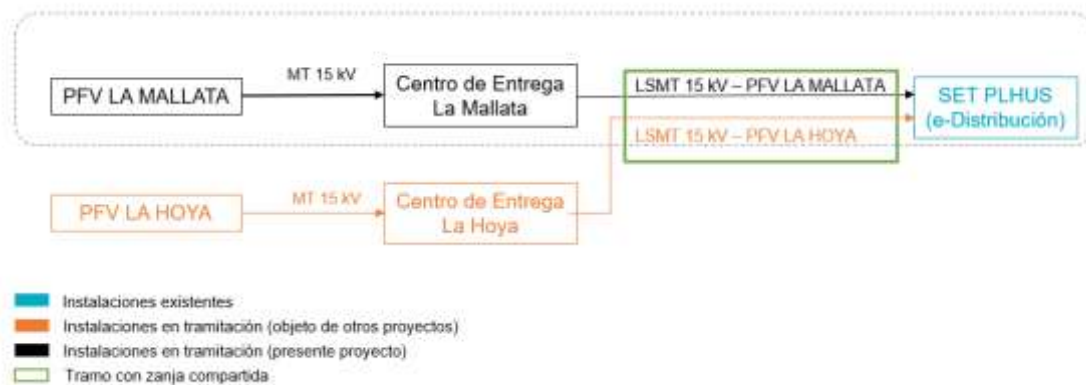 PFV LA MALLATA
MT 15 kV
Centro de Entrega
La Mallata
LSMT 15 kV – PFV LA MALLATA
SET PLHUS
(e-Distribución)
LSMT 15 kV – PFV LA HOYA
PFV LA HOYA
MT 15 kV
Centro de Entrega
La Hoya
Instalaciones existentes
Instalaciones en tramitación (objeto de otros proyectos)
Instalaciones en tramitación (presente proyecto)
Tramo con zanja compartida